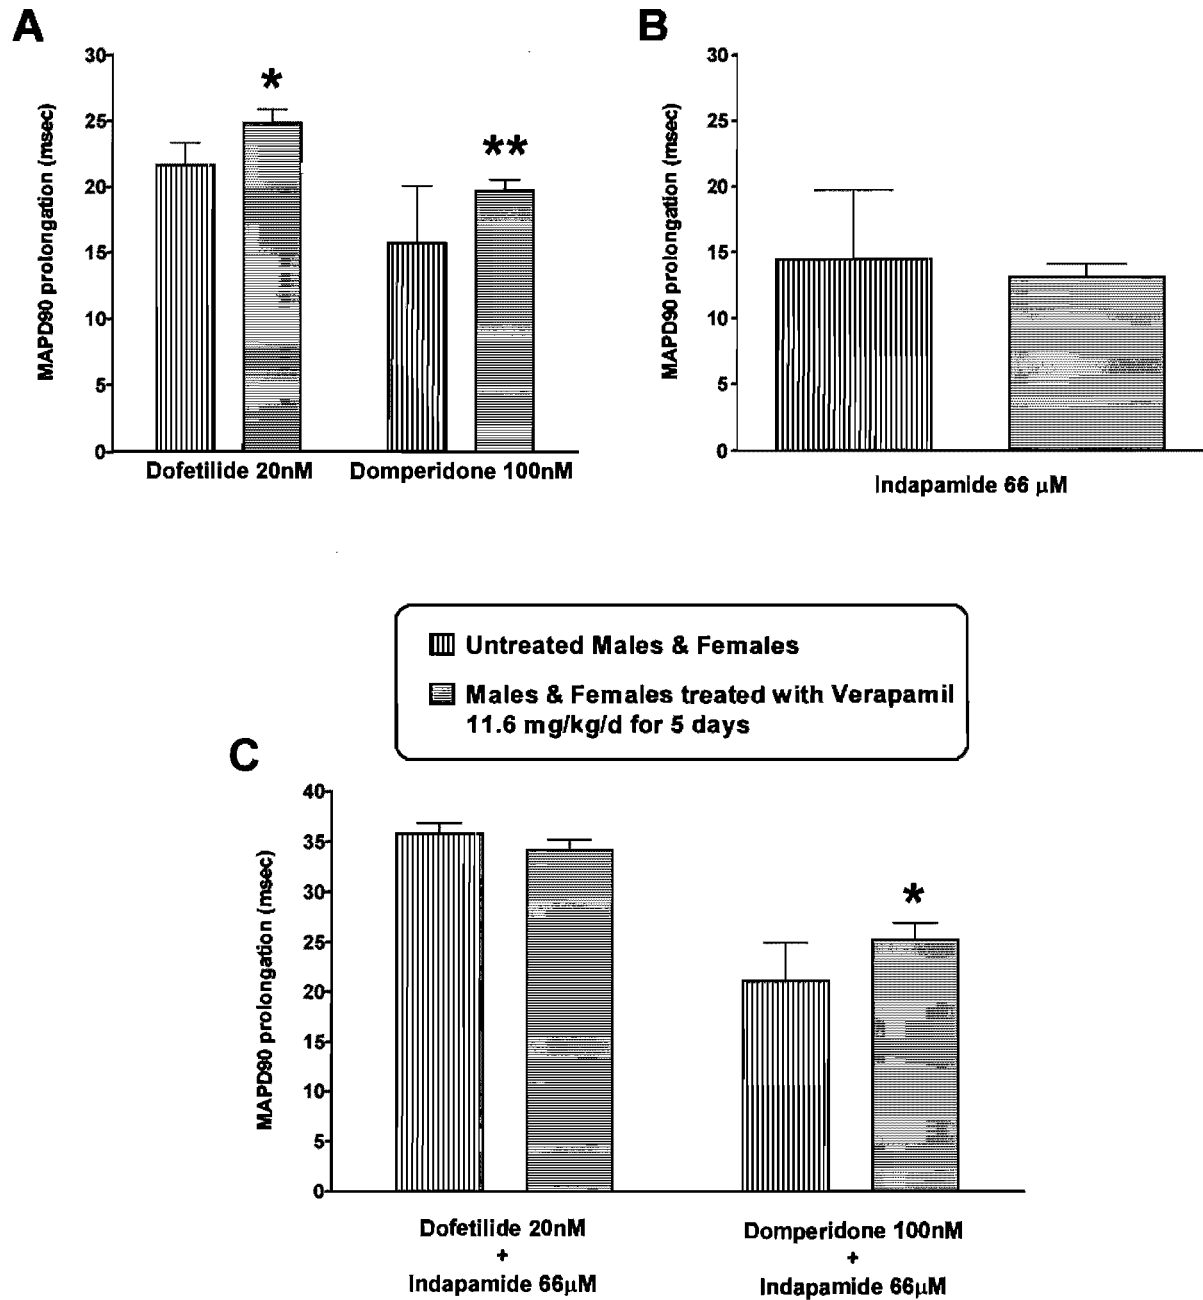 A
MAPD90 prolongation (msec)
30
25
20
15
10
5
0
*
**
Dofetilide 20nM
Domperidone 100nM
B
MAPD90 prolongation (msec)
30
25
20
15
10
5
0
Indapamide 66 μM
Untreated Males & Females
Males & Females treated with Verapamil
11.6 mg/kg/d for 5 days
C
MAPD90 prolongation (msec)
40
35
30
25
20
15
10
5
0
*
Dofetilide 20nM
+
Indapamide 66μM
Domperidone 100nM
+
Indapamide 66μM